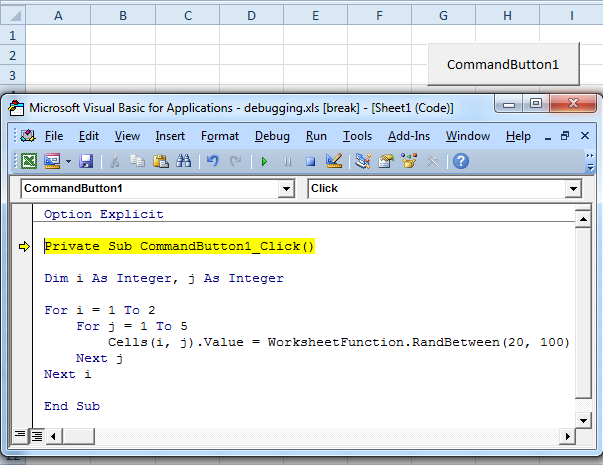 A B C D E F G H I
1
2
3
CommandButton1
Microsoft Visual Basic for Applications - debugging.xls [break] - [Sheet1 (Code)]
File Edit View Insert Format Debug Run Tools Add-Ins Window Help
CommandButton1 Click
Option Explicit
Private Sub CommandButton1_Click()
Dim i As Integer, j As Integer
For i = 1 To 2
For j = 1 To 5
Cells(i, j).Value = WorksheetFunction.RandBetween(20, 100)
Next j
Next i
End Sub
22